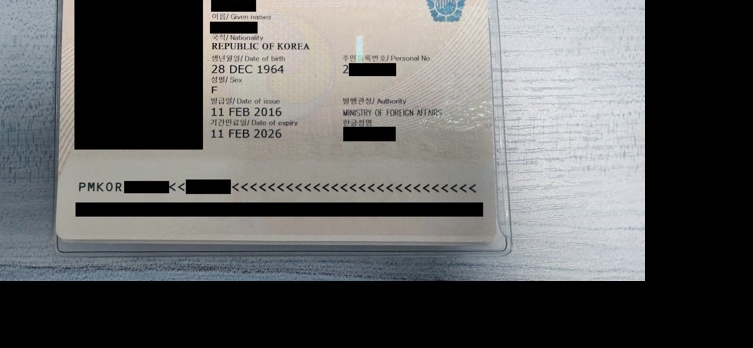 이름/ Given names
국적/ Nationality
REPUBLIC OF KOREA
생년월일/ Date of birth
주민등록번호/ Personal No
28 DEC 1964
2
성별/ Sex
F
발급일/ Date of issue
발행관청/ Authority
11 FEB 2016
MINISTRY OF FOREIGN AFFAIRS
기간만료일/ Date of expiry
한글성명
11 FEB 2026
PMKOR<<<<<<<<<<<<<<<<<<<<<<<<<<<<<<